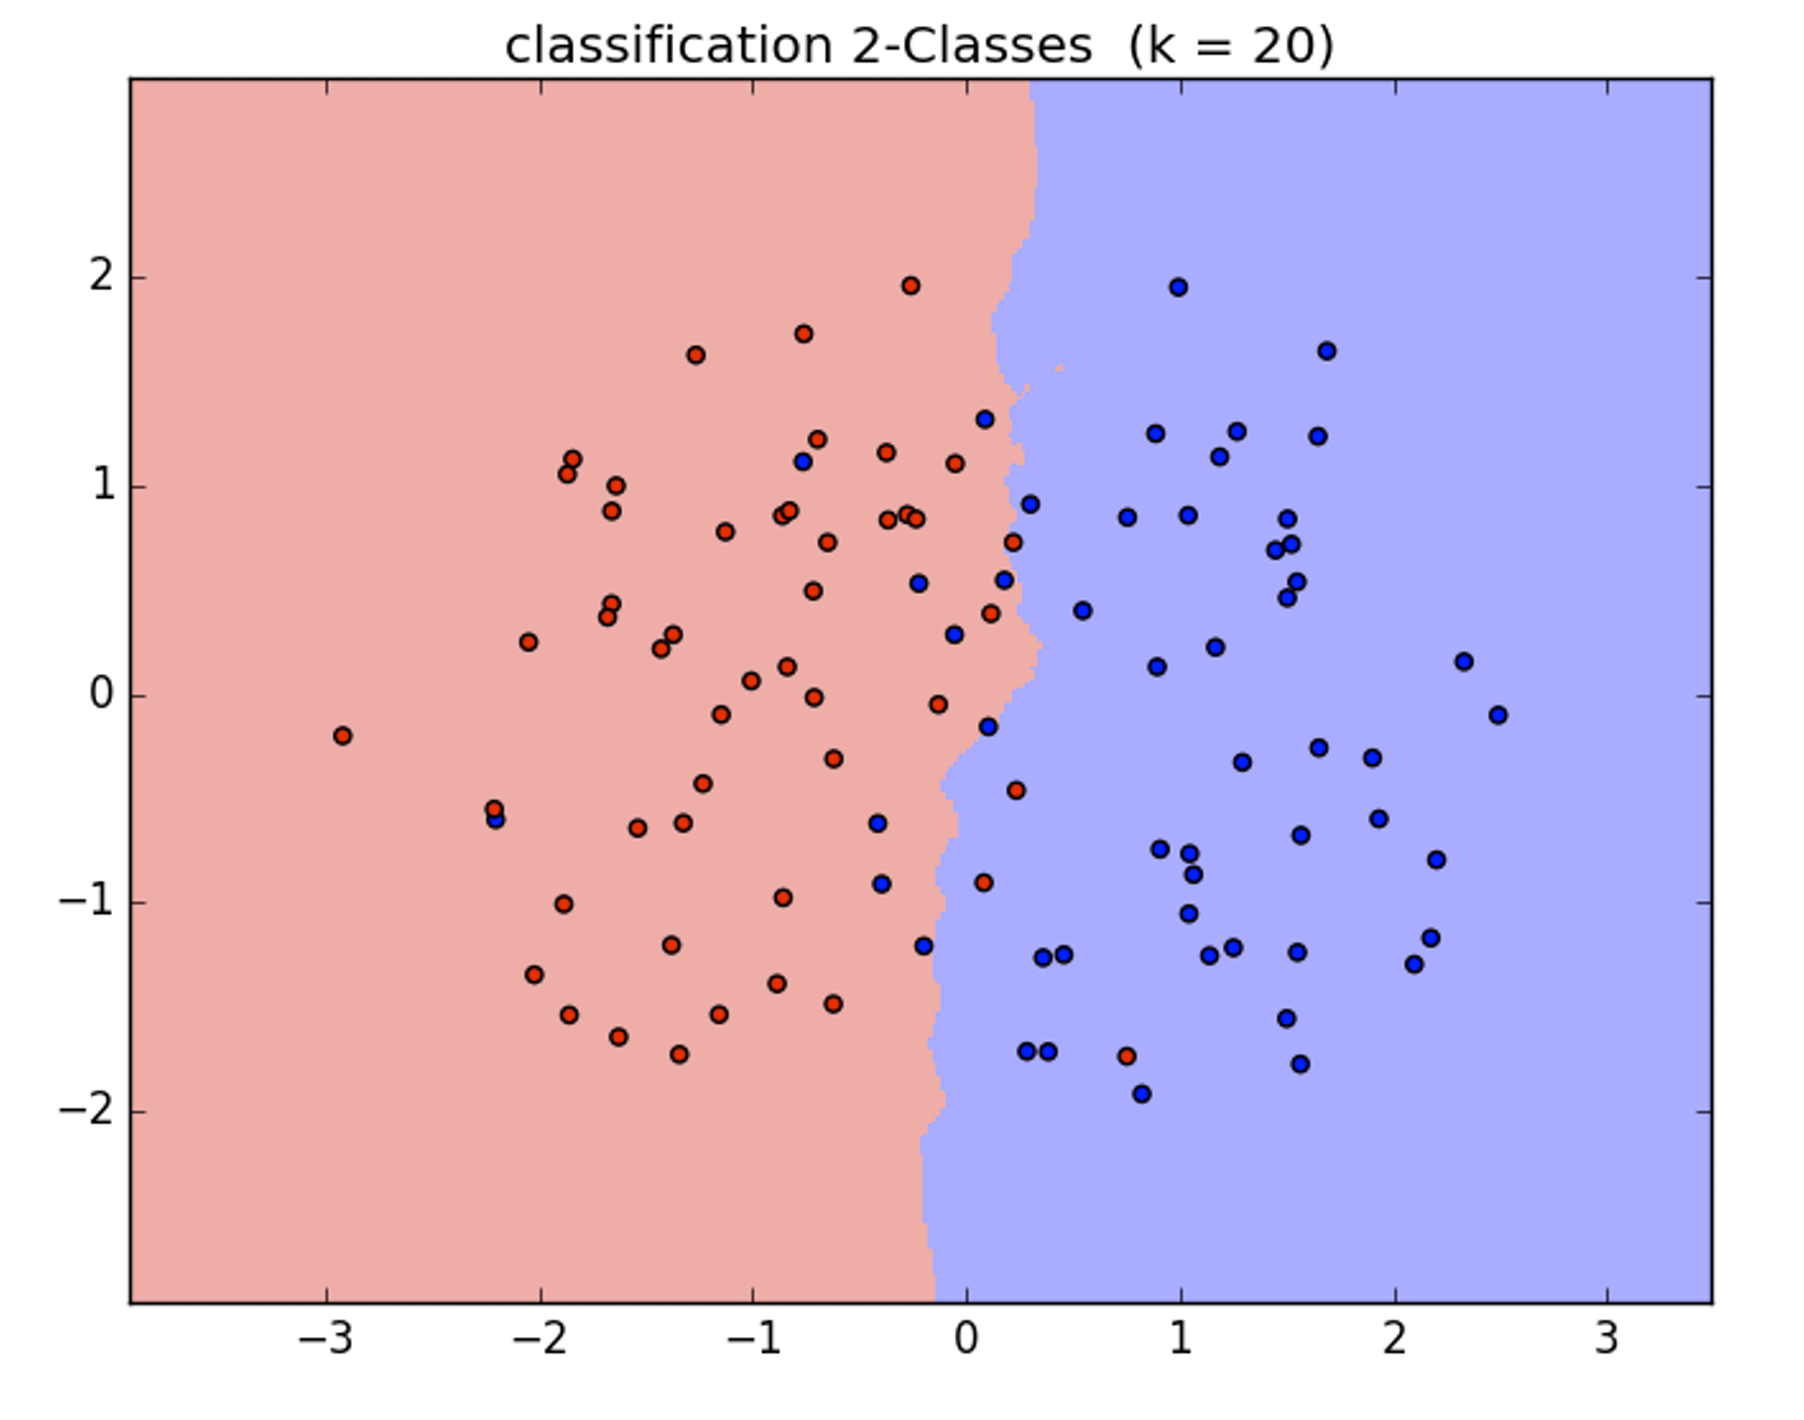 classification 2-Classes (k = 20)
2
1
0
−1
−2
−3 −2 −1 0 1 2 3